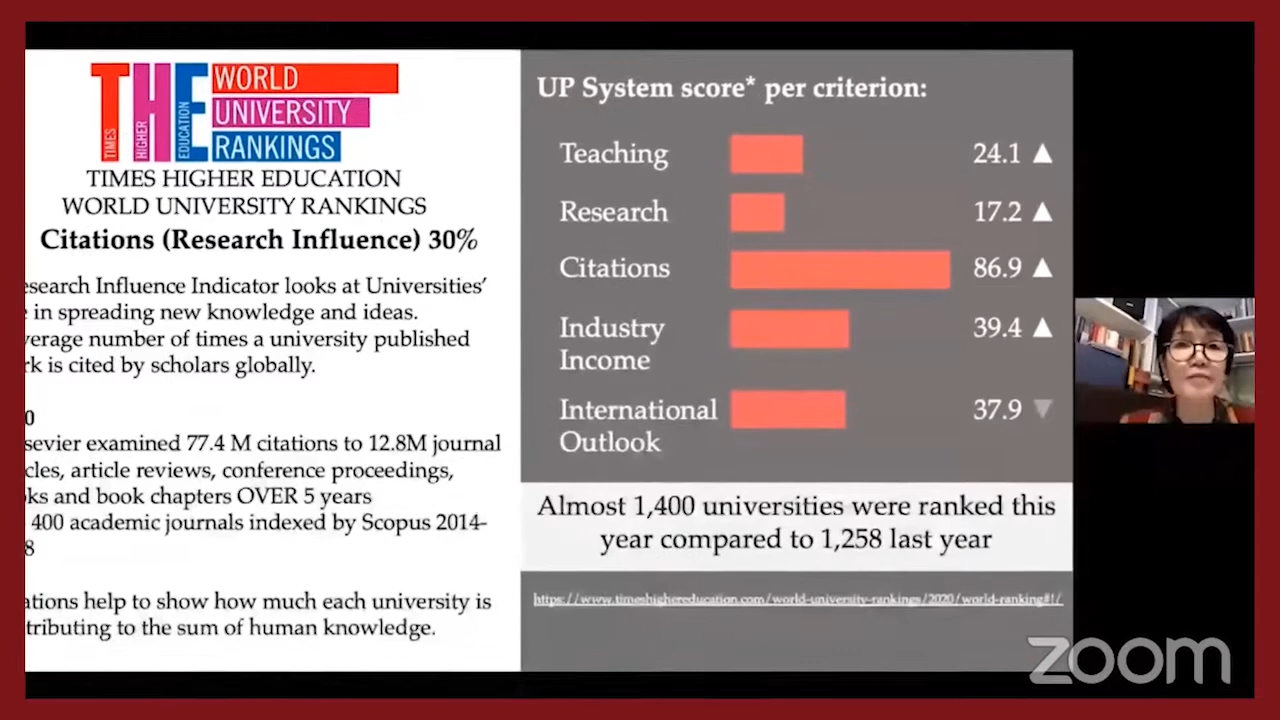 THE
TIMES
HIGHER
EDUCATION
WORLD
UNIVERSITY
RANKINGS
TIMES HIGHER EDUCATION
WORLD UNIVERSITY RANKINGS
Citations (Research Influence) 30%
esearch Influence Indicator looks at Universities’
in spreading new knowledge and ideas.
verage number of times a university published
rk is cited by scholars globally.
0
sevier examined 77.4 M citations to 12.8M journal
cles, article reviews, conference proceedings,
ks and book chapters OVER 5 years
400 academic journals indexed by Scopus 2014-
8
ations help to show how much each university is
tributing to the sum of human knowledge.
UP System score* per criterion:
Teaching 24.1 ▲
Research 17.2 ▲
Citations 86.9 ▲
Industry Income 39.4 ▲
International Outlook 37.9 ▼
Almost 1,400 universities were ranked this
year compared to 1,258 last year
https://www.timeshighereducation.com/world-university-rankings/2020/world-ranking#!/
zoom